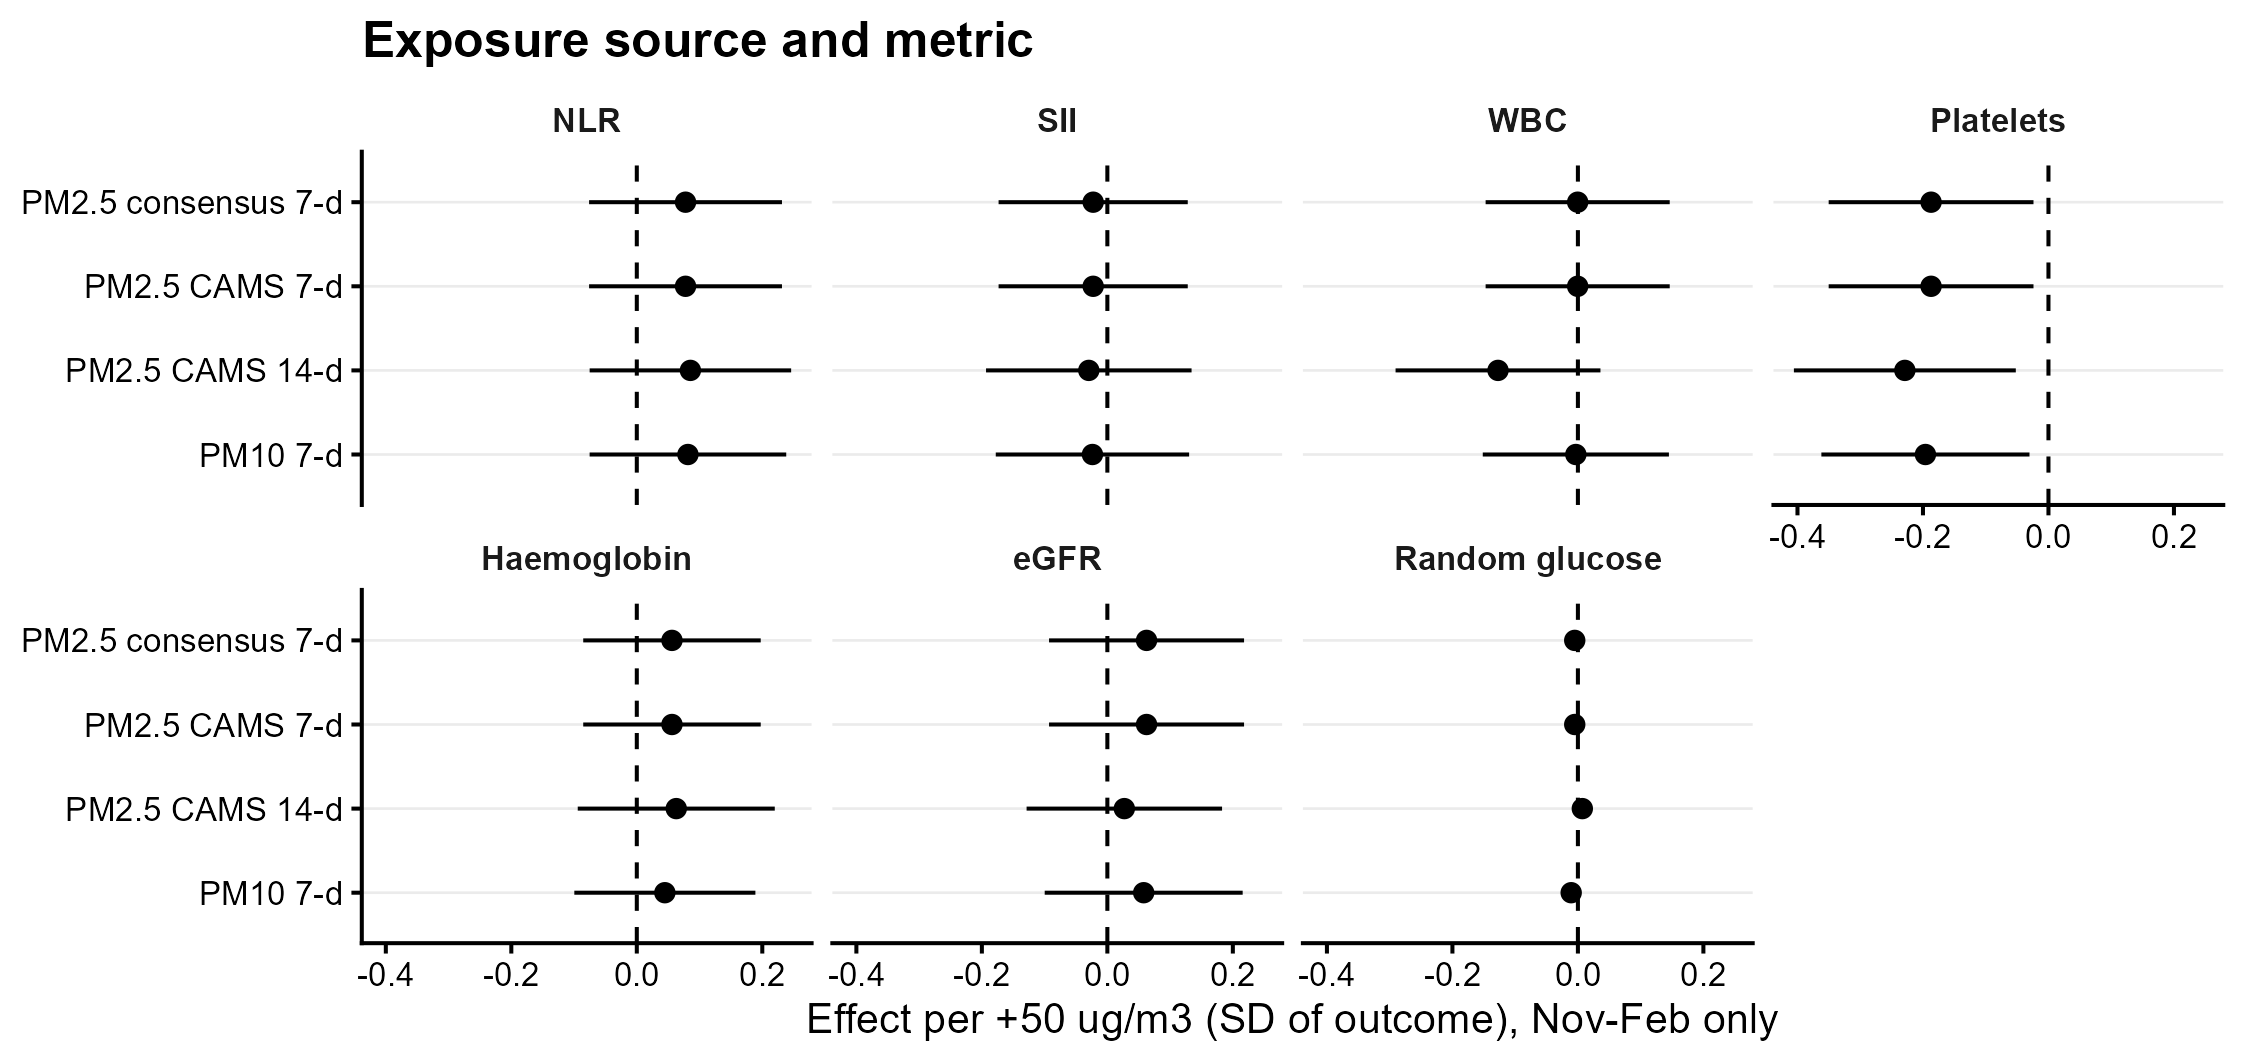 Exposure source and metric
NLR SII WBC Platelets
PM2.5 consensus 7-d
PM2.5 CAMS 7-d
PM2.5 CAMS 14-d
PM10 7-d
-0.4 -0.2 0.0 0.2
Haemoglobin eGFR Random glucose
PM2.5 consensus 7-d
PM2.5 CAMS 7-d
PM2.5 CAMS 14-d
PM10 7-d
-0.4 -0.2 0.0 0.2 -0.4 -0.2 0.0 0.2 -0.4 -0.2 0.0 0.2
Effect per +50 ug/m3 (SD of outcome), Nov-Feb only